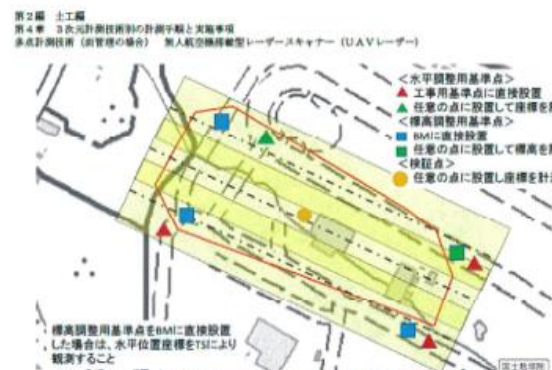 第2編 土工編
第4章 3次元計測技術別の計測手順と実施事項
多点計測技術(面管理の場合) 無人航空機搭載型レーザースキャナー(UAVレーザー)
<水平調整用基準点>
工事用基準点に直接設置
任意の点に設置して座標を
<標高調整用基準点>
BMに直接設置
任意の点に設置して標高を
<検証点>
任意の点に設置し座標を計
標高調整用基準点をBMに直接設置
した場合は、水平位置座標をTSにより
観測すること
国土地理院